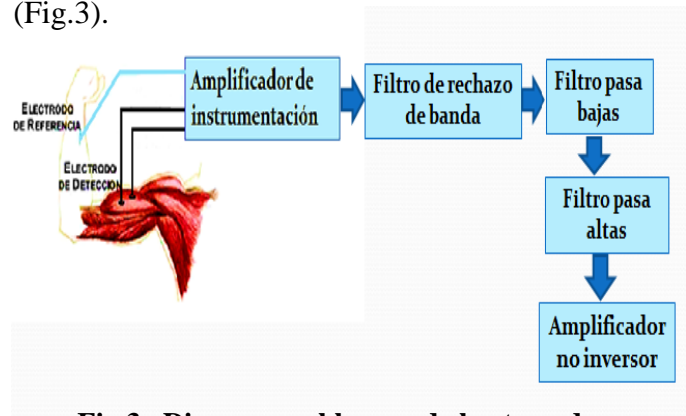 (Fig.3).
ELECTRODO
DE REFERENCIA
ELECTRODO
DE DETECCION
Amplificador de
instrumentación
Filtro de rechazo
de banda
Filtro pasa
bajas
Filtro pasa
altas
Amplificador
no inversor